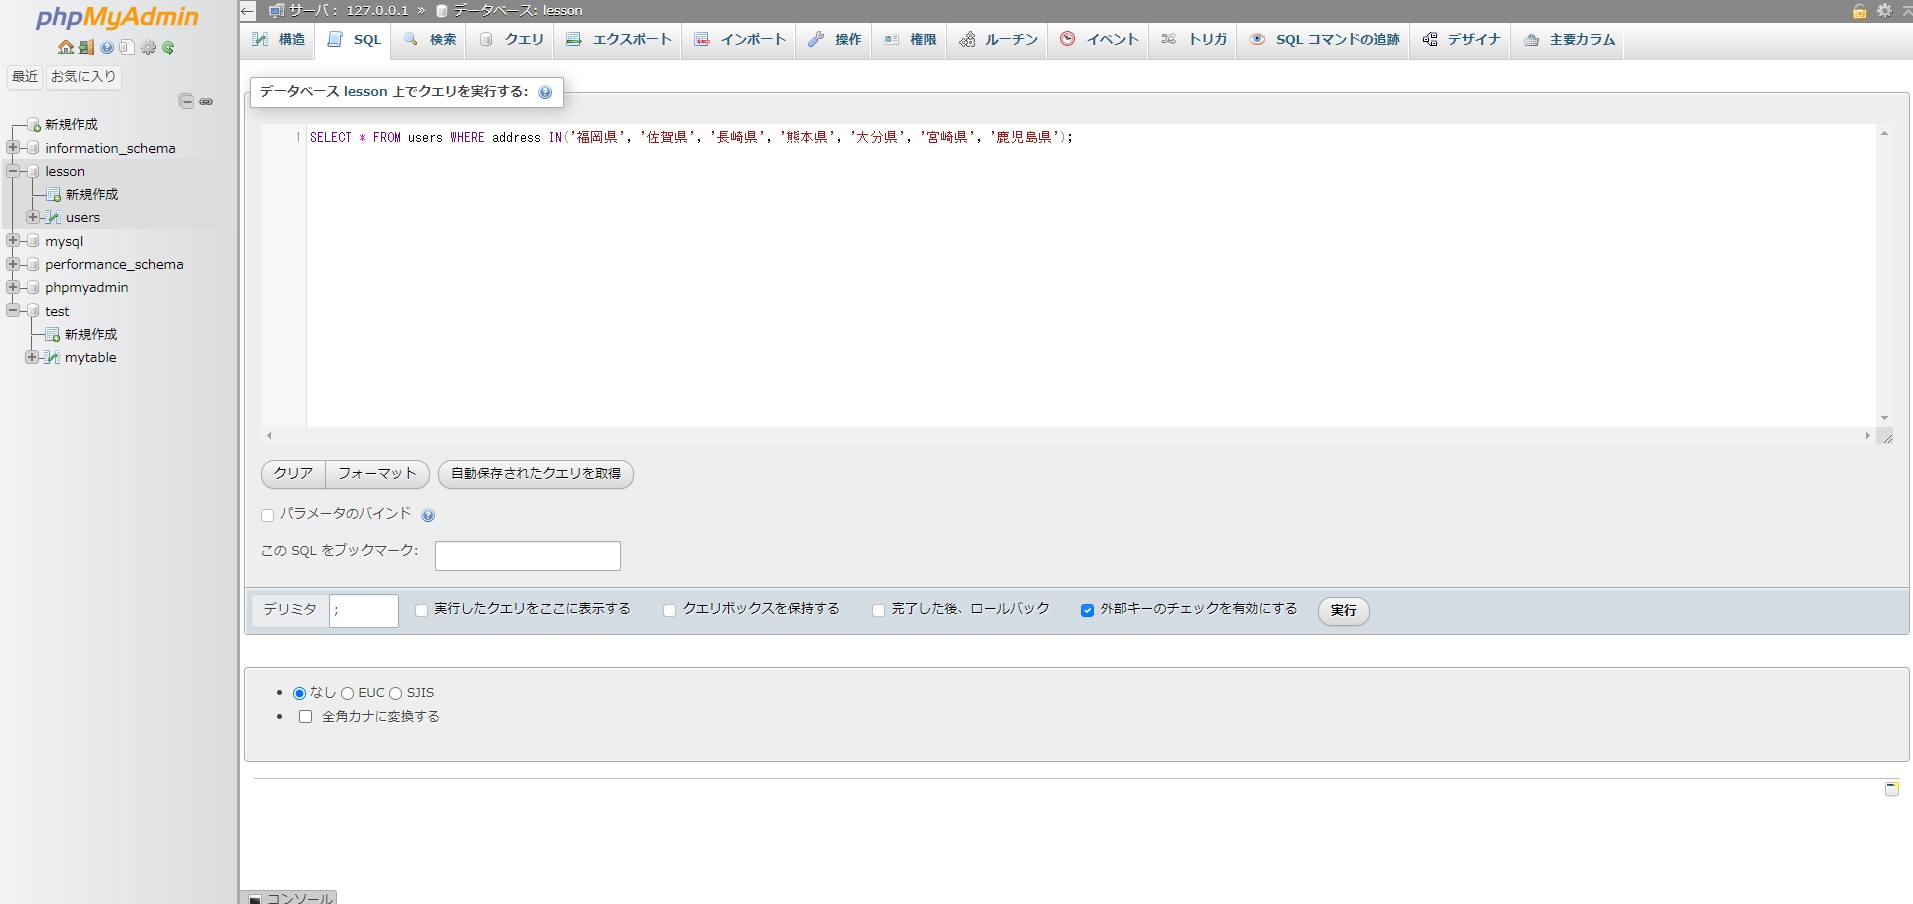 phpMyAdmin
最近 お気に入り
新規作成
information_schema
lesson
新規作成
users
mysql
performance_schema
phpmyadmin
test
新規作成
mytable
サーバ: 127.0.0.1 » データベース: lesson
構造 SQL 検索 クエリ エクスポート インポート 操作 権限 ルーチン イベント トリガ SQL コマンドの追跡 デザイナ 主要カラム
データベース lesson 上でクエリを実行する:
1 SELECT * FROM users WHERE address IN('福岡県', '佐賀県', '長崎県', '熊本県', '大分県', '宮崎県', '鹿児島県');
クリア フォーマット 自動保存されたクエリを取得
パラメータのバインド
この SQL をブックマーク:
デリミタ ; 実行したクエリをここに表示する クエリボックスを保持する 完了した後、ロールバック 外部キーのチェックを有効にする 実行
なし EUC SJIS
全角カナに変換する
コンソール